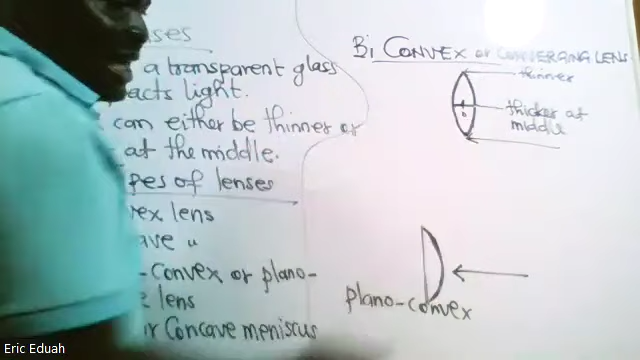 ses
a transparent glass
acts light.
can either be thinner or
at the middle.
pes of lenses
vex lens
ave "
-Convex or plano-
e lens
r Concave meniscus
Bi CONVEX or CONVERGING LENS
thinner
thicker at
middle
plano-convex
Eric Eduah